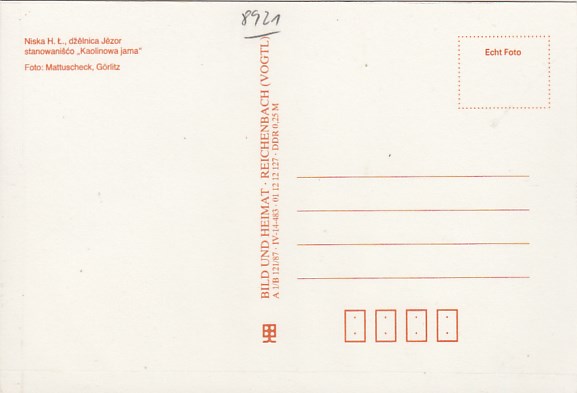 8921
Niska H. Ł., dźělnica Jězor
stanowanišćo „Kaolinowa jama“
Foto: Mattuscheck, Görlitz
BILD UND HEIMAT · REICHENBACH (VOGTL)
A 1/B 121/87 · IV-14-483 · 01 12 12 127 · DDR 0,25 M
Echt Foto